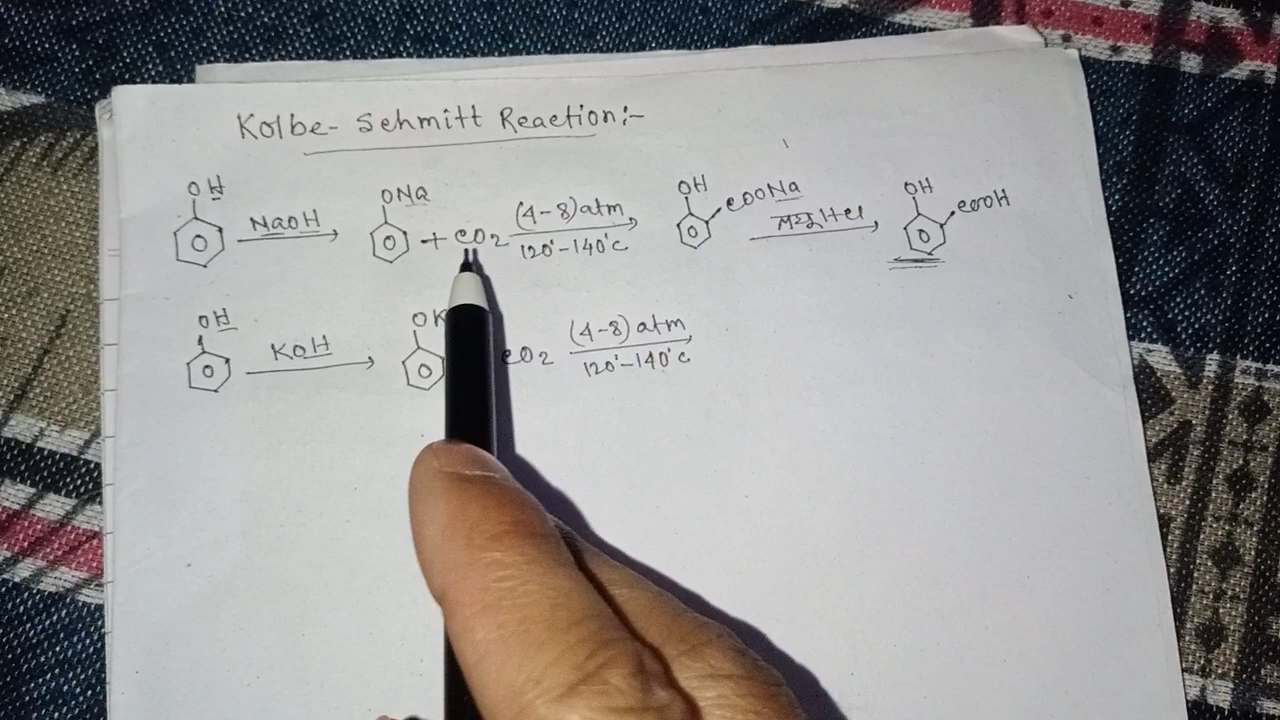 Kolbe- Schmitt Reaction:-
OH NaOH ONa + CO2 (4-8) atm 120°-140°c OH COONa লঘু HCl OH COOH
OH KOH OK CO2 (4-8) atm 120°-140°c